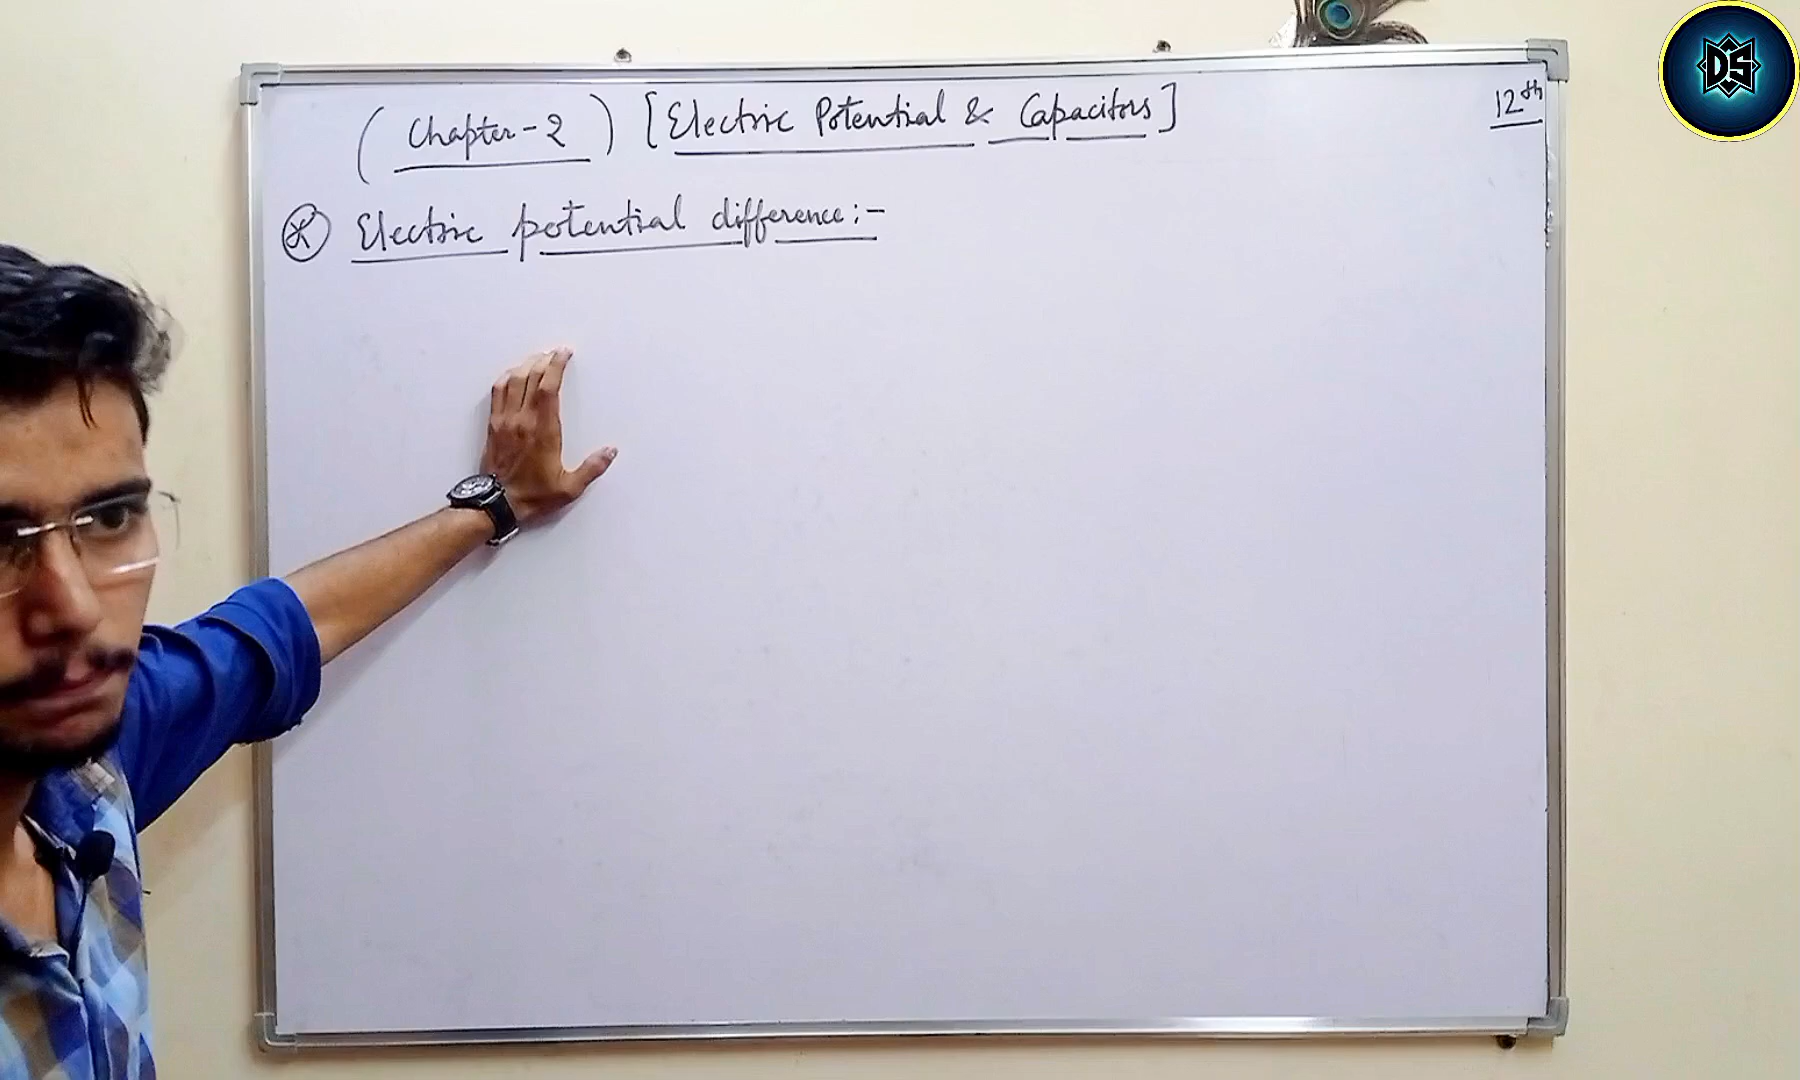 (Chapter-2) [Electric Potential & Capacitors]
12th
Electric potential difference:-
DS